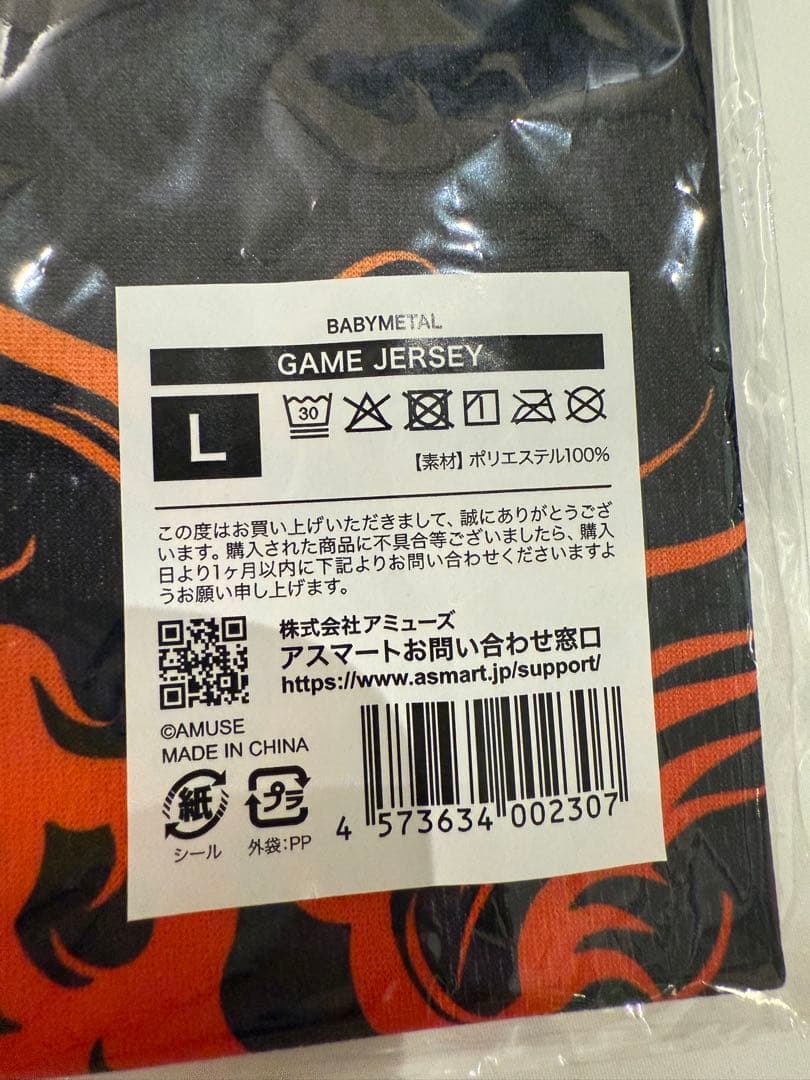 BABYMETAL
GAME JERSEY
L
30
【素材】ポリエステル100%
この度はお買い上げいただきまして、誠にありがとうござ
います。購入された商品に不具合等ございましたら、購入
日より1ヶ月以内に下記よりお問い合わせくださいますよ
うお願い申し上げます。
株式会社アミューズ
アスマートお問い合わせ窓口
https://www.asmart.jp/support/
©AMUSE
MADE IN CHINA
紙
シール
プラ
外袋:PP
4 573634 002307